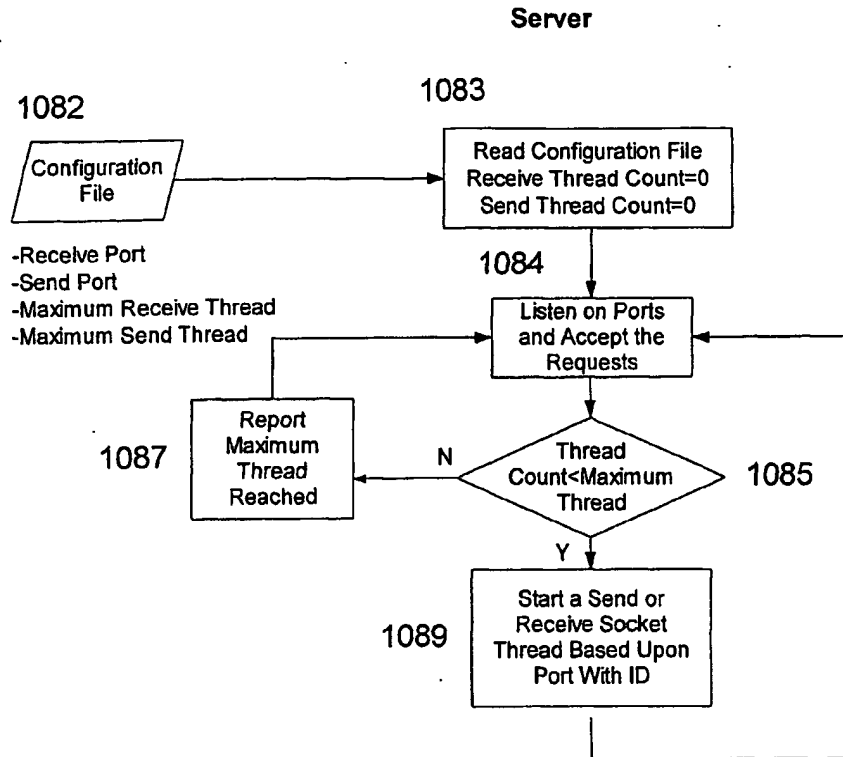 Server
1082
1083
Configuration
File
Read Configuration File
Receive Thread Count=0
Send Thread Count=0
-Receive Port
-Send Port
-Maximum Receive Thread
-Maximum Send Thread
1084
Listen on Ports
and Accept the
Requests
1087
Report
Maximum
Thread
Reached
N
Thread
Count<Maximum
Thread
1085
Y
1089
Start a Send or
Receive Socket
Thread Based Upon
Port With ID